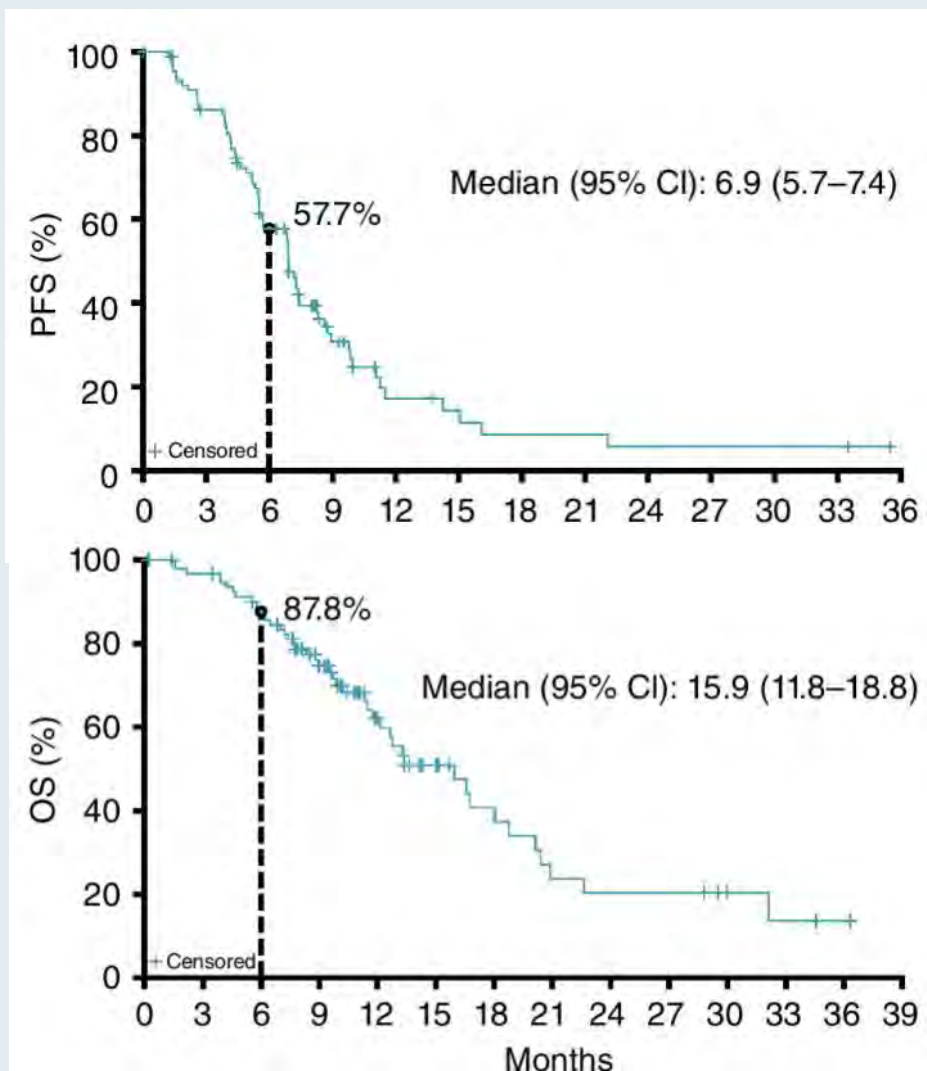 100
80
60
40
20
0
PFS (%)
57.7%
Median (95% CI): 6.9 (5.7–7.4)
+ Censored
0 3 6 9 12 15 18 21 24 27 30 33 36
100
80
60
40
20
0
OS (%)
87.8%
Median (95% CI): 15.9 (11.8–18.8)
+ Censored
0 3 6 9 12 15 18 21 24 27 30 33 36 39
Months